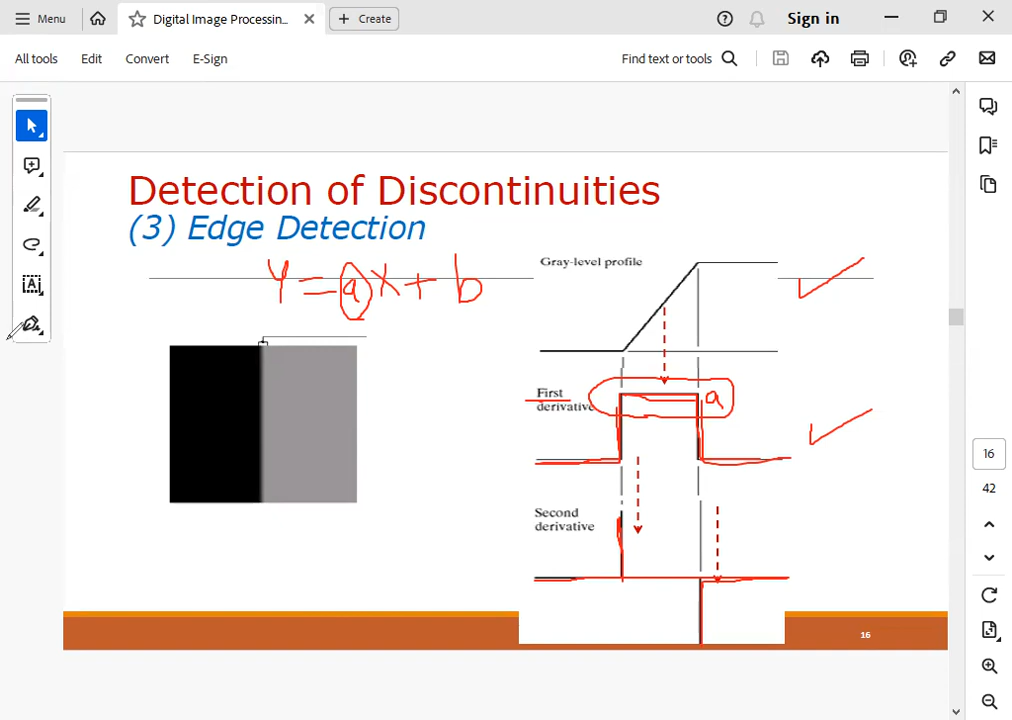 Menu
Digital Image Processin...
Create
Sign in
All tools
Edit
Convert
E-Sign
Find text or tools
Detection of Discontinuities
(3) Edge Detection
Y = a x + b
Gray-level profile
First
derivative
a
Second
derivative
16
16
42